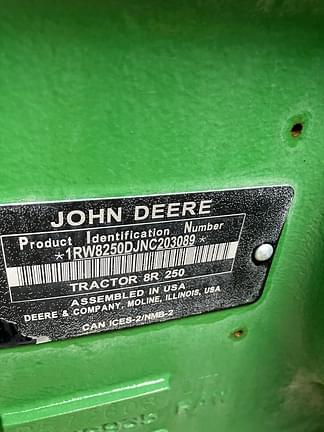 JOHN DEERE
Product Identification Number
*1RW8250DJNC203089*
TRACTOR 8R 250
ASSEMBLED IN USA
DEERE & COMPANY, MOLINE, ILLINOIS, USA
CAN ICES-2/NMB-2